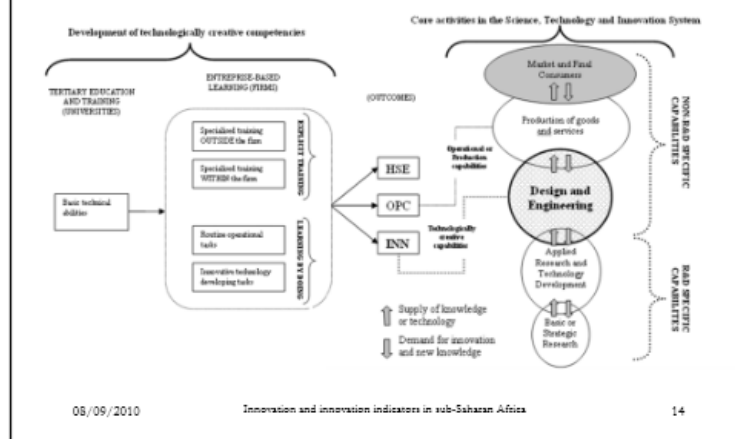 Development of technologically creative competencies
Core activities in the Science, Technology and Innovation System
TERTIARY EDUCATION
AND TRAINING
(UNIVERSITIES)
ENTREPRISE-BASED
LEARNING (FIRMS)
(OUTCOMES)
Basic technical
abilities
Specialised training
OUTSIDE the firm
Specialised training
WITHIN the firm
EXPLICIT TRAINING
Routine operational
tasks
Innovative technology
developing tasks
LEARNING BY DOING
HSE
OPC
INN
Operational or
Production
capabilities
Technologically
creative
capabilities
Market and Final
Consumers
Production of goods
and services
Design and
Engineering
Applied
Research and
Technology
Development
Basic or
Strategic
Research
NON-R&D SPECIFIC
CAPABILITIES
R&D SPECIFIC
CAPABILITES
Supply of knowledge
or technology
Demand for innovation
and new knowledge
08/09/2010
Innovation and innovation indicators in sub-Saharan Africa
14